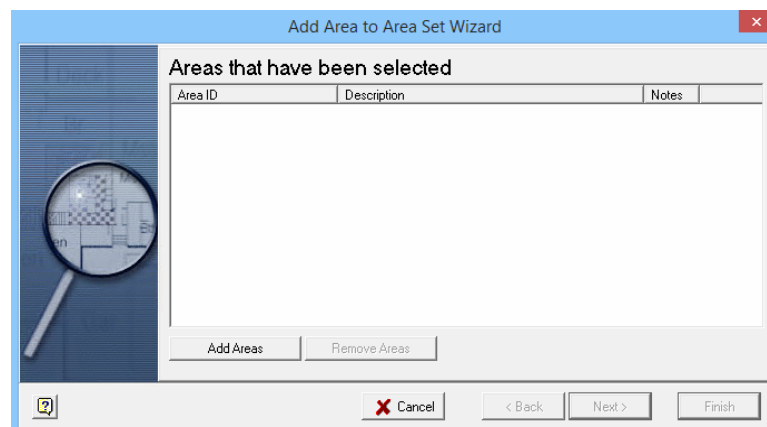 Add Area to Area Set Wizard
Areas that have been selected
Area ID Description Notes
Add Areas Remove Areas
Cancel < Back Next > Finish